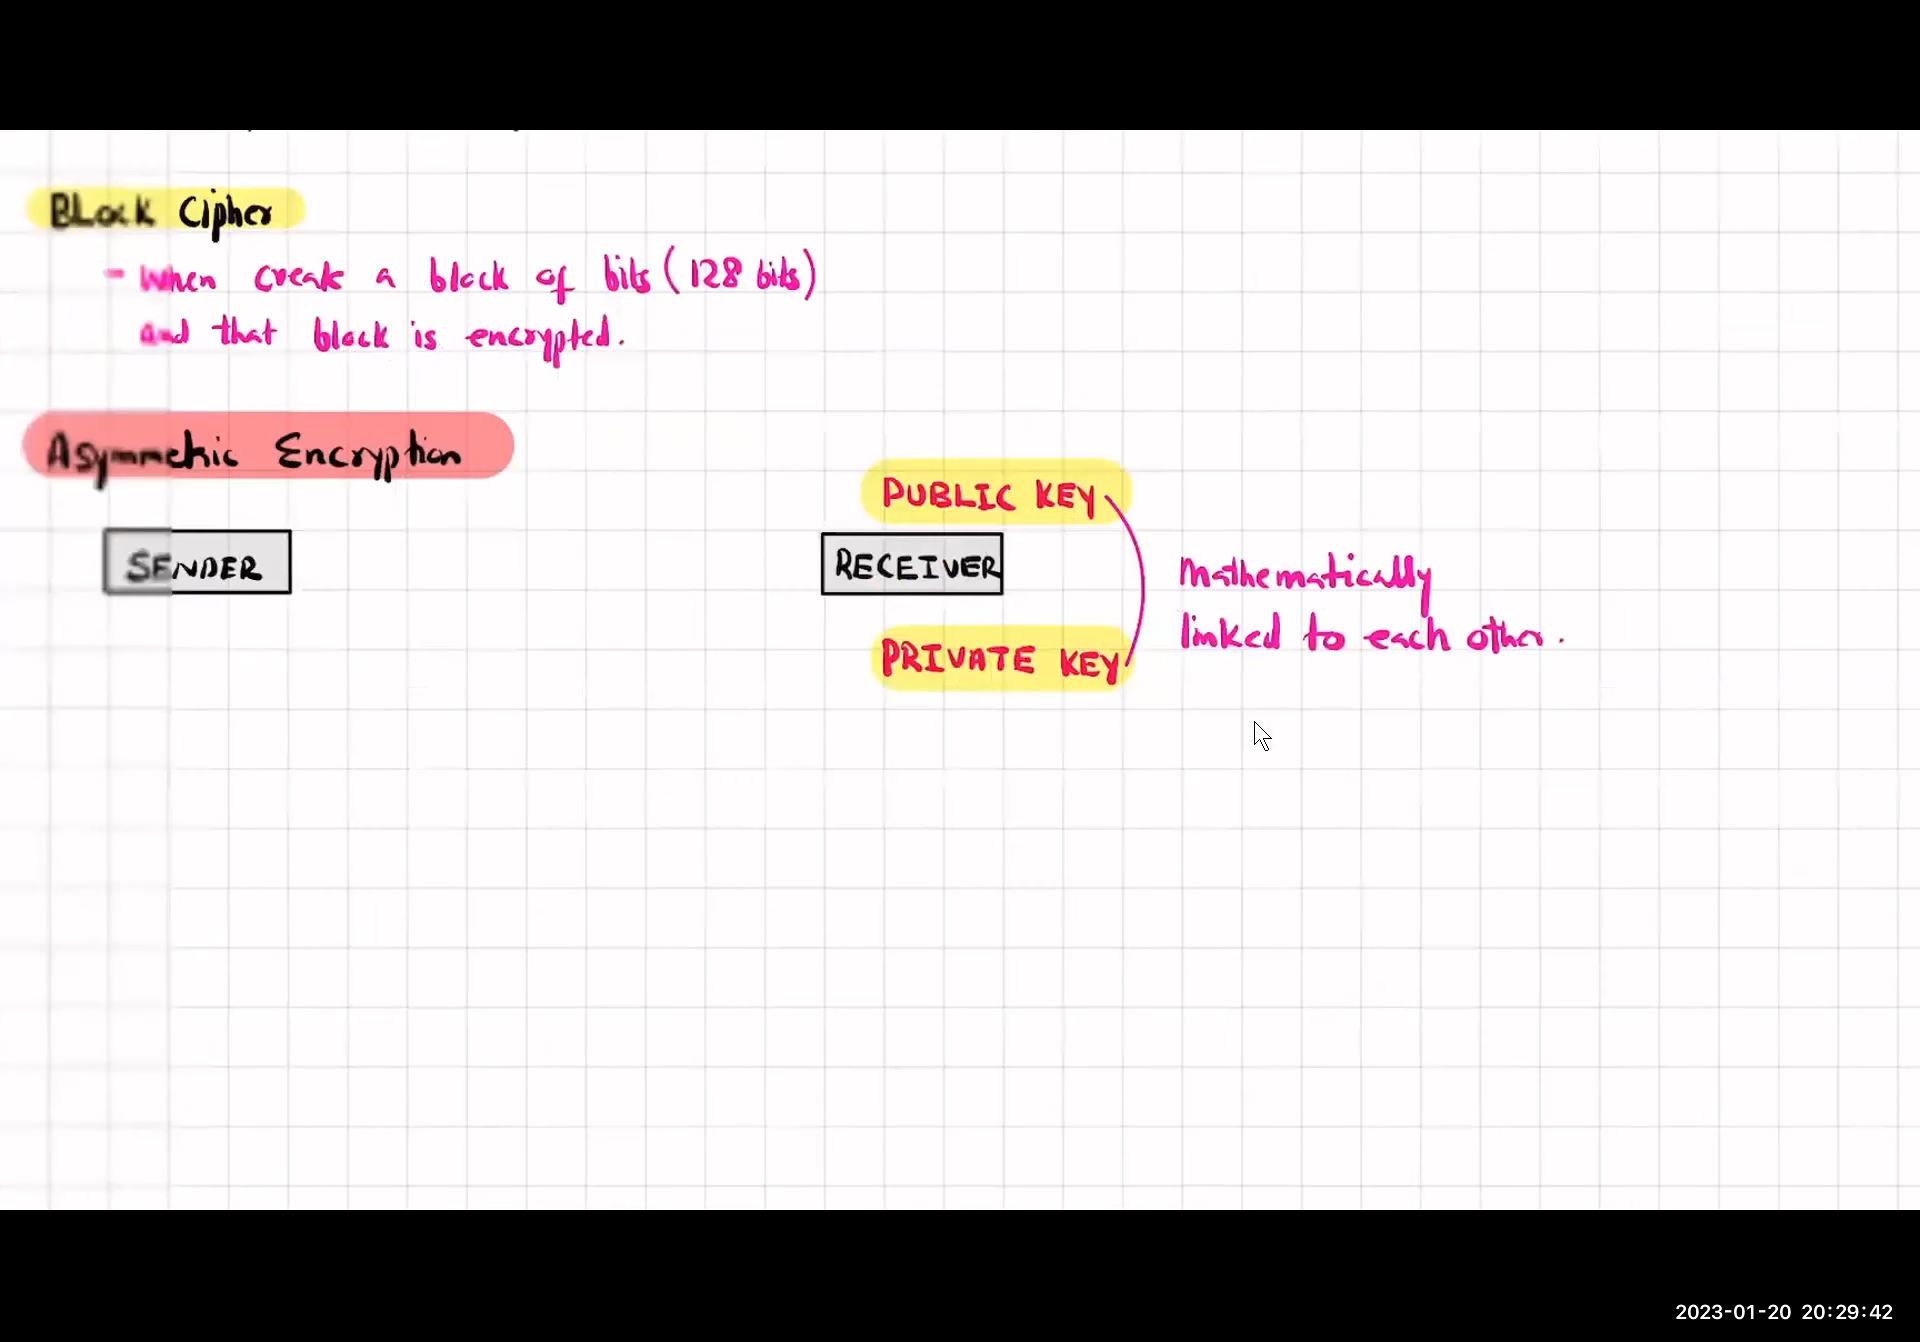 Block Cipher
- When create a block of bits (128 bits)
and that block is encrypted.
Asymmetric Encryption
PUBLIC KEY
SENDER
RECEIVER
Mathematically
linked to each other.
PRIVATE KEY
2023-01-20 20:29:42